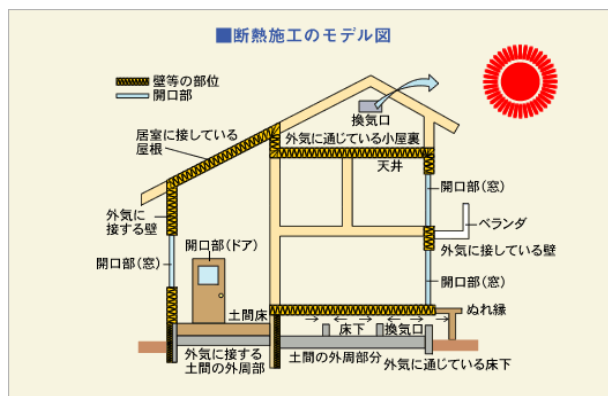 ■断熱施工のモデル図
壁等の部位
開口部
換気口
居室に接している
屋根
外気に通じている小屋裏
天井
開口部(窓)
外気に
接する壁
ベランダ
開口部(ドア)
外気に接している壁
開口部(窓)
開口部(窓)
土間床
ぬれ縁
床下
換気口
外気に接する
土間の外周部
土間の外周部分
外気に通じている床下